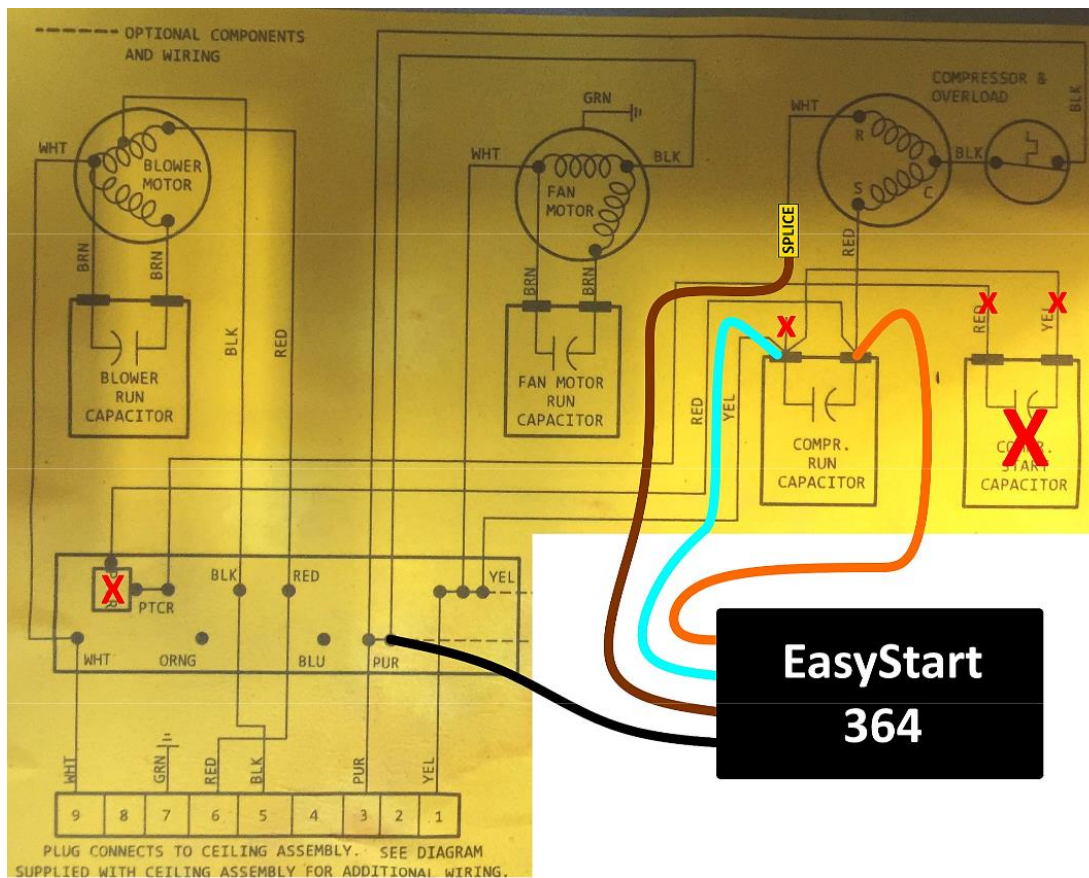 OPTIONAL COMPONENTS
AND WIRING
COMPRESSOR &
OVERLOAD
GRN
WHT
BLK
WHT
BLOWER
MOTOR
WHT
FAN
MOTOR
BLK
R
S
C
BLK
SPLICE
RED
BRN
BRN
BRN
BRN
X
RED
X
YEL
X
BLOWER
RUN
CAPACITOR
BLK
RED
FAN MOTOR
RUN
CAPACITOR
RED
YEL
COMPR.
RUN
CAPACITOR
X
COMPR.
START
CAPACITOR
X
PTCR
BLK
RED
YEL
WHT
ORNG
BLU
PUR
EasyStart
364
WHT
GRN
RED
BLK
PUR
YEL
9 8 7 6 5 4 3 2 1
PLUG CONNECTS TO CEILING ASSEMBLY. SEE DIAGRAM
SUPPLIED WITH CEILING ASSEMBLY FOR ADDITIONAL WIRING.